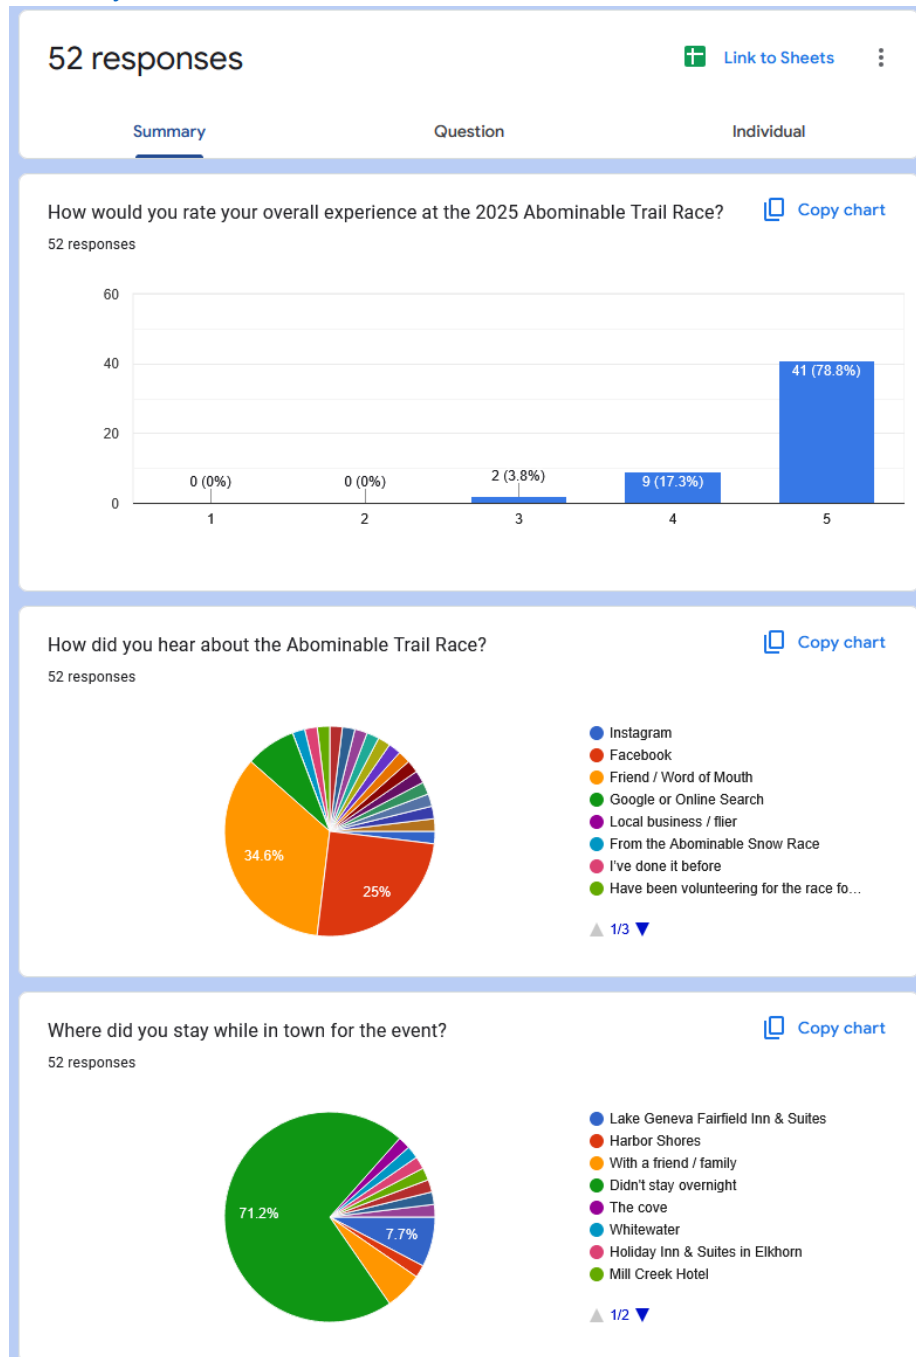 52 responses
Link to Sheets
Summary
Question
Individual
How would you rate your overall experience at the 2025 Abominable Trail Race?
Copy chart
52 responses
60
40
20
0
0 (0%)
0 (0%)
2 (3.8%)
9 (17.3%)
41 (78.8%)
1
2
3
4
5
How did you hear about the Abominable Trail Race?
Copy chart
52 responses
34.6%
25%
Instagram
Facebook
Friend / Word of Mouth
Google or Online Search
Local business / flier
From the Abominable Snow Race
I've done it before
Have been volunteering for the race fo...
1/3
Where did you stay while in town for the event?
Copy chart
52 responses
71.2%
7.7%
Lake Geneva Fairfield Inn & Suites
Harbor Shores
With a friend / family
Didn't stay overnight
The cove
Whitewater
Holiday Inn & Suites in Elkhorn
Mill Creek Hotel
1/2